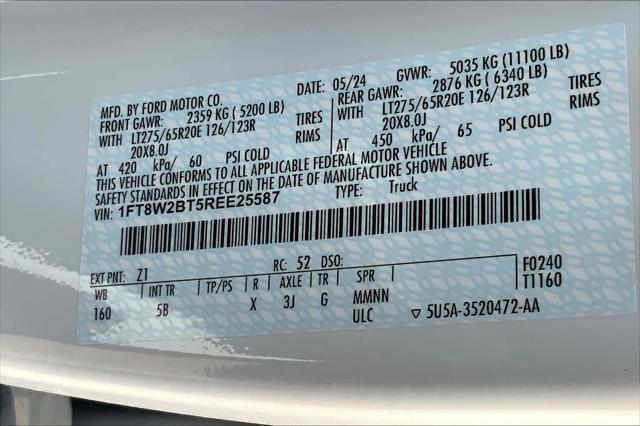 MFD. BY FORD MOTOR CO. DATE: 05/24 GVWR: 5035 KG (11100 LB)
FRONT GAWR: 2359 KG ( 5200 LB) REAR GAWR: 2876 KG ( 6340 LB)
WITH LT275/65R20E 126/123R TIRES WITH LT275/65R20E 126/123R TIRES
20X8.0J RIMS 20X8.0J RIMS
AT 420 kPa/ 60 PSI COLD AT 450 kPa/ 65 PSI COLD
THIS VEHICLE CONFORMS TO ALL APPLICABLE FEDERAL MOTOR VEHICLE
SAFETY STANDARDS IN EFFECT ON THE DATE OF MANUFACTURE SHOWN ABOVE.
VIN: 1FT8W2BT5REE25587 TYPE: Truck
EXT PNT: Z1 RC: 52 DSO: F0240
WB INT TR TP/PS R AXLE TR SPR T1160
160 5B X 3J G MMNN
ULC ▽ 5U5A-3520472-AA